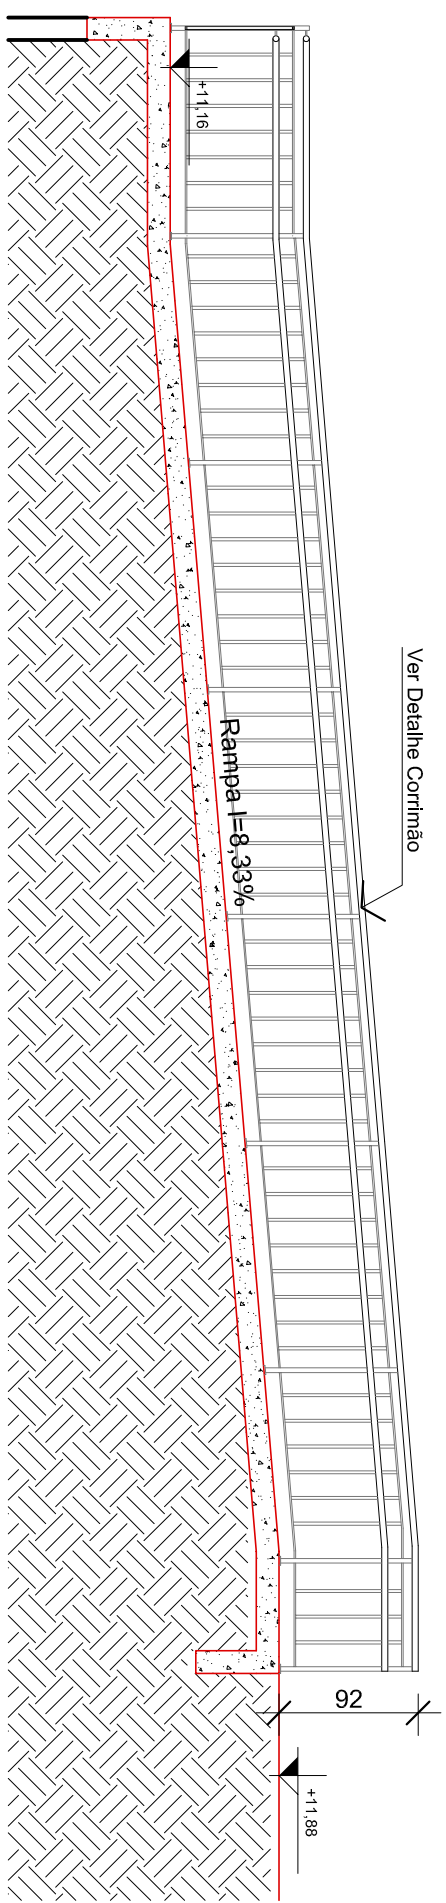 +11,16
Ver Detalhe Corrimão
Rampa I=8,33%
92
+11,88